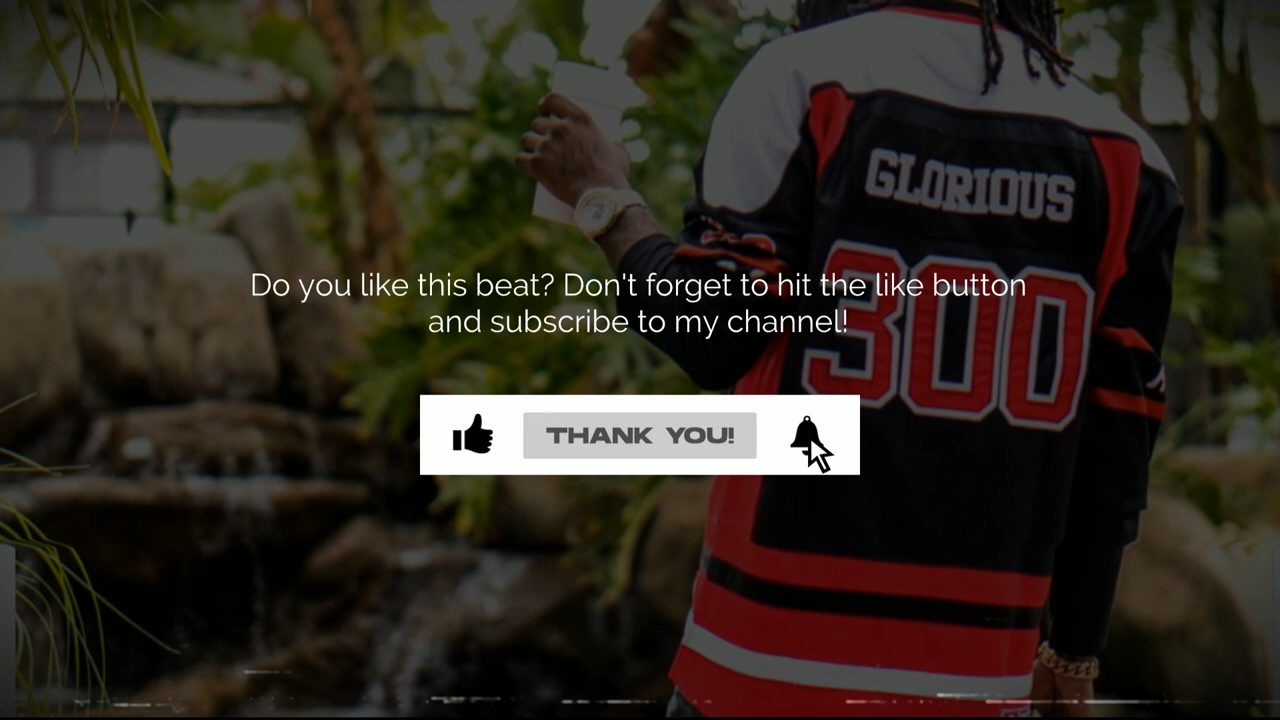 GLORIOUS
300
Do you like this beat? Don't forget to hit the like button
and subscribe to my channel!
THANK YOU!